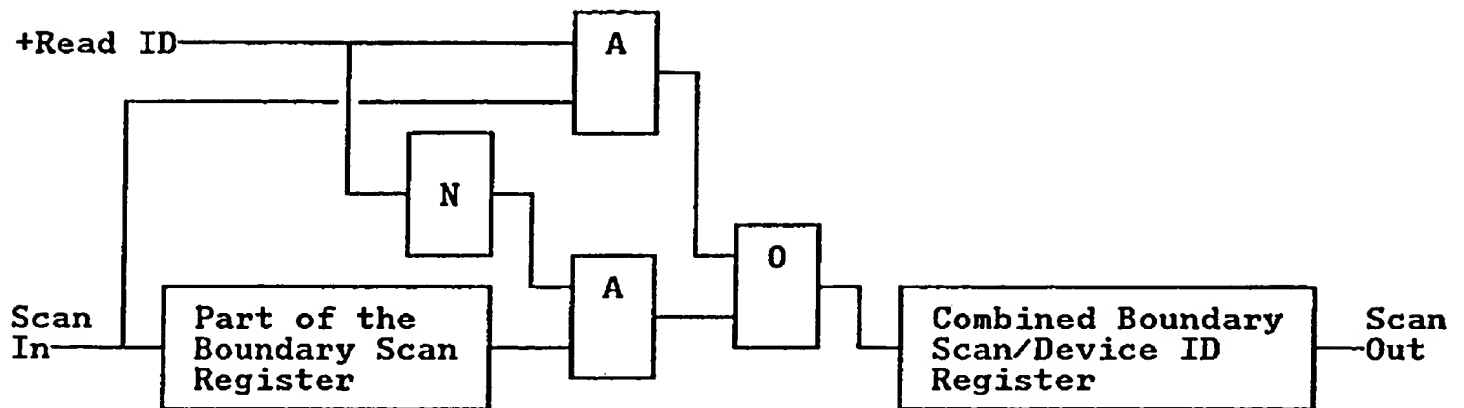 +Read ID
A
N
A
O
Scan
In
Part of the
Boundary Scan
Register
Combined Boundary
Scan/Device ID
Register
Scan
Out